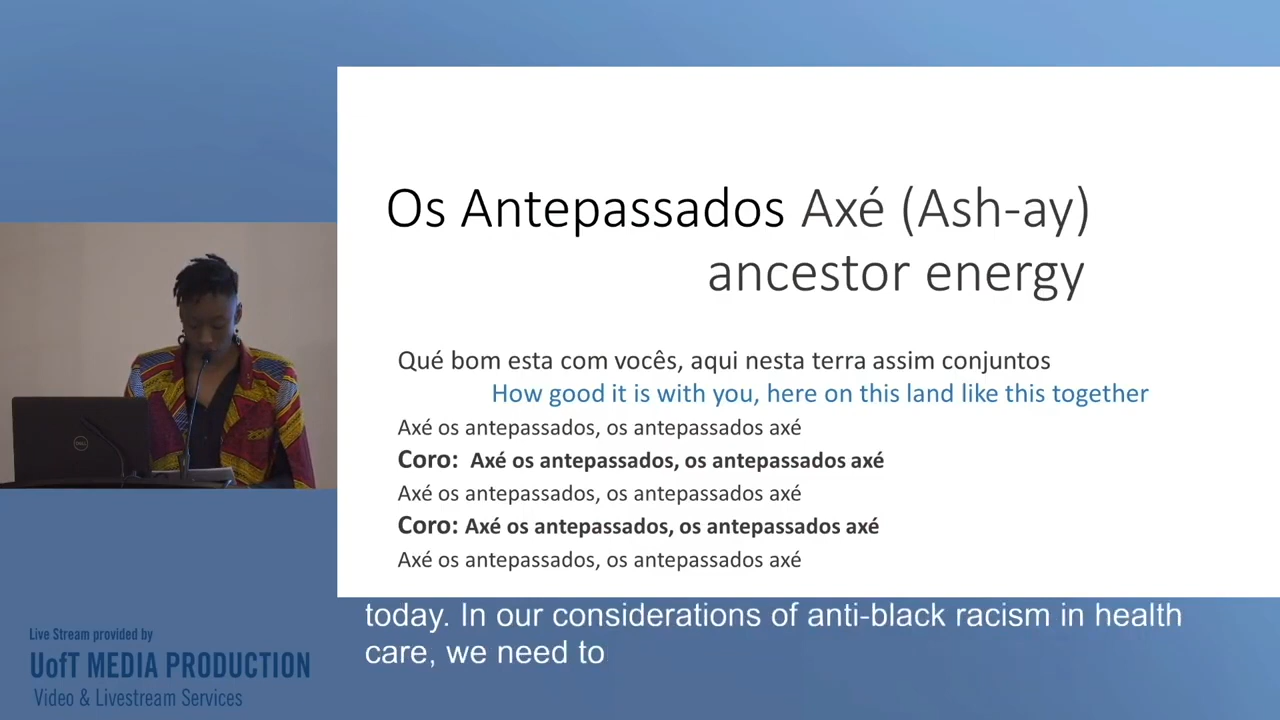 Os Antepassados Axé (Ash-ay)
ancestor energy
Qué bom esta com vocês, aqui nesta terra assim conjuntos
How good it is with you, here on this land like this together
Axé os antepassados, os antepassados axé
Coro: Axé os antepassados, os antepassados axé
Axé os antepassados, os antepassados axé
Coro: Axé os antepassados, os antepassados axé
Axé os antepassados, os antepassados axé
today. In our considerations of anti-black racism in health
care, we need to
Live Stream provided by
UofT MEDIA PRODUCTION
Video & Livestream Services
DELL